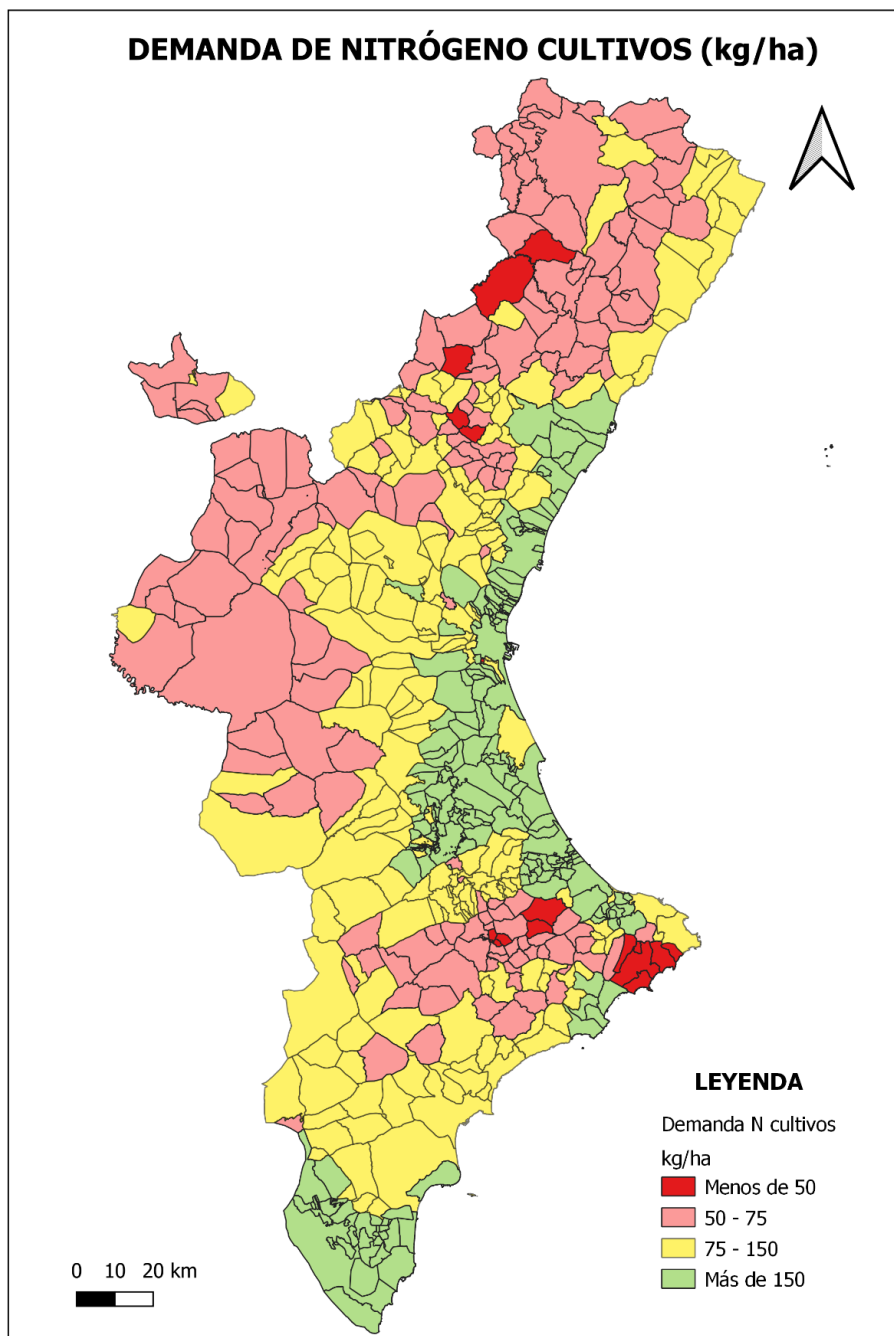 DEMANDA DE NITRÓGENO CULTIVOS (kg/ha)
LEYENDA
Demanda N cultivos
kg/ha
Menos de 50
50 - 75
75 - 150
Más de 150
0 10 20 km